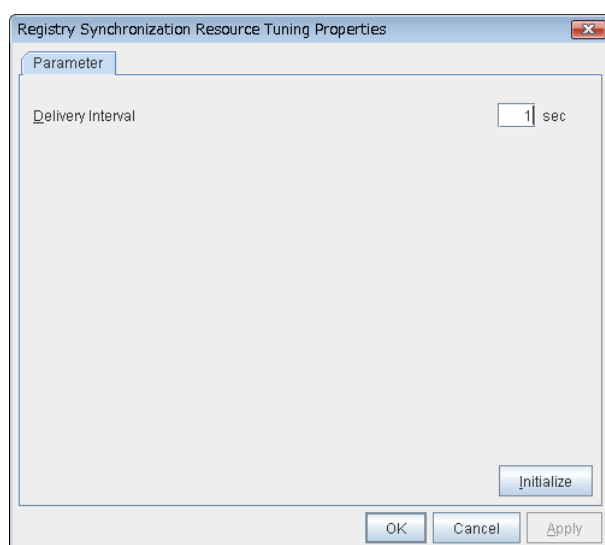 Registry Synchronization Resource Tuning Properties
Parameter
Delivery Interval 1 sec
Initialize
OK Cancel Apply